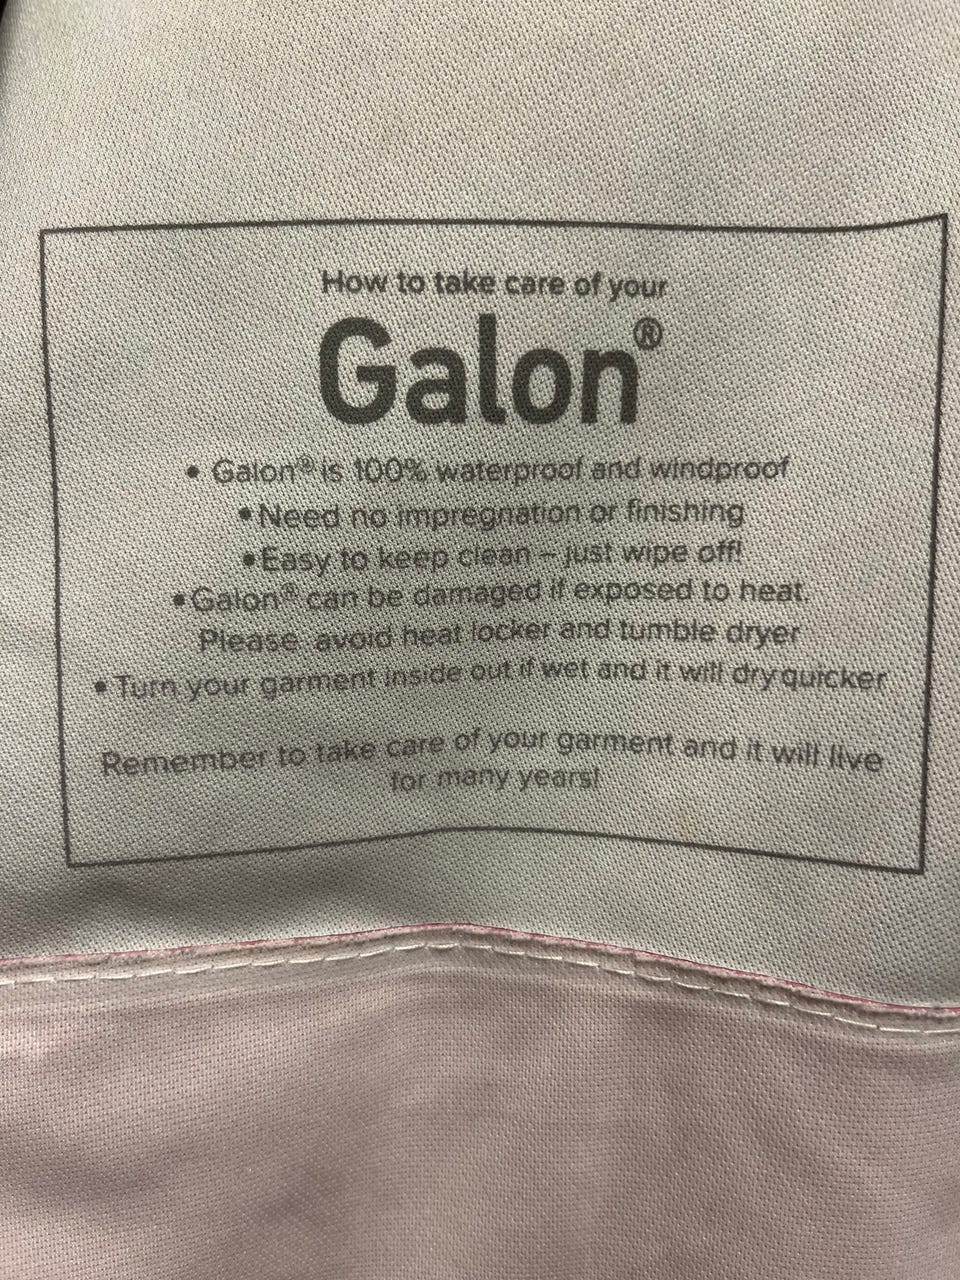 How to take care of your
Galon®
• Galon® is 100% waterproof and windproof
• Need no impregnation or finishing
• Easy to keep clean – just wipe off!
• Galon® can be damaged if exposed to heat.
Please avoid heat locker and tumble dryer
• Turn your garment inside out if wet and it will dry quicker
Remember to take care of your garment and it will live
for many years!